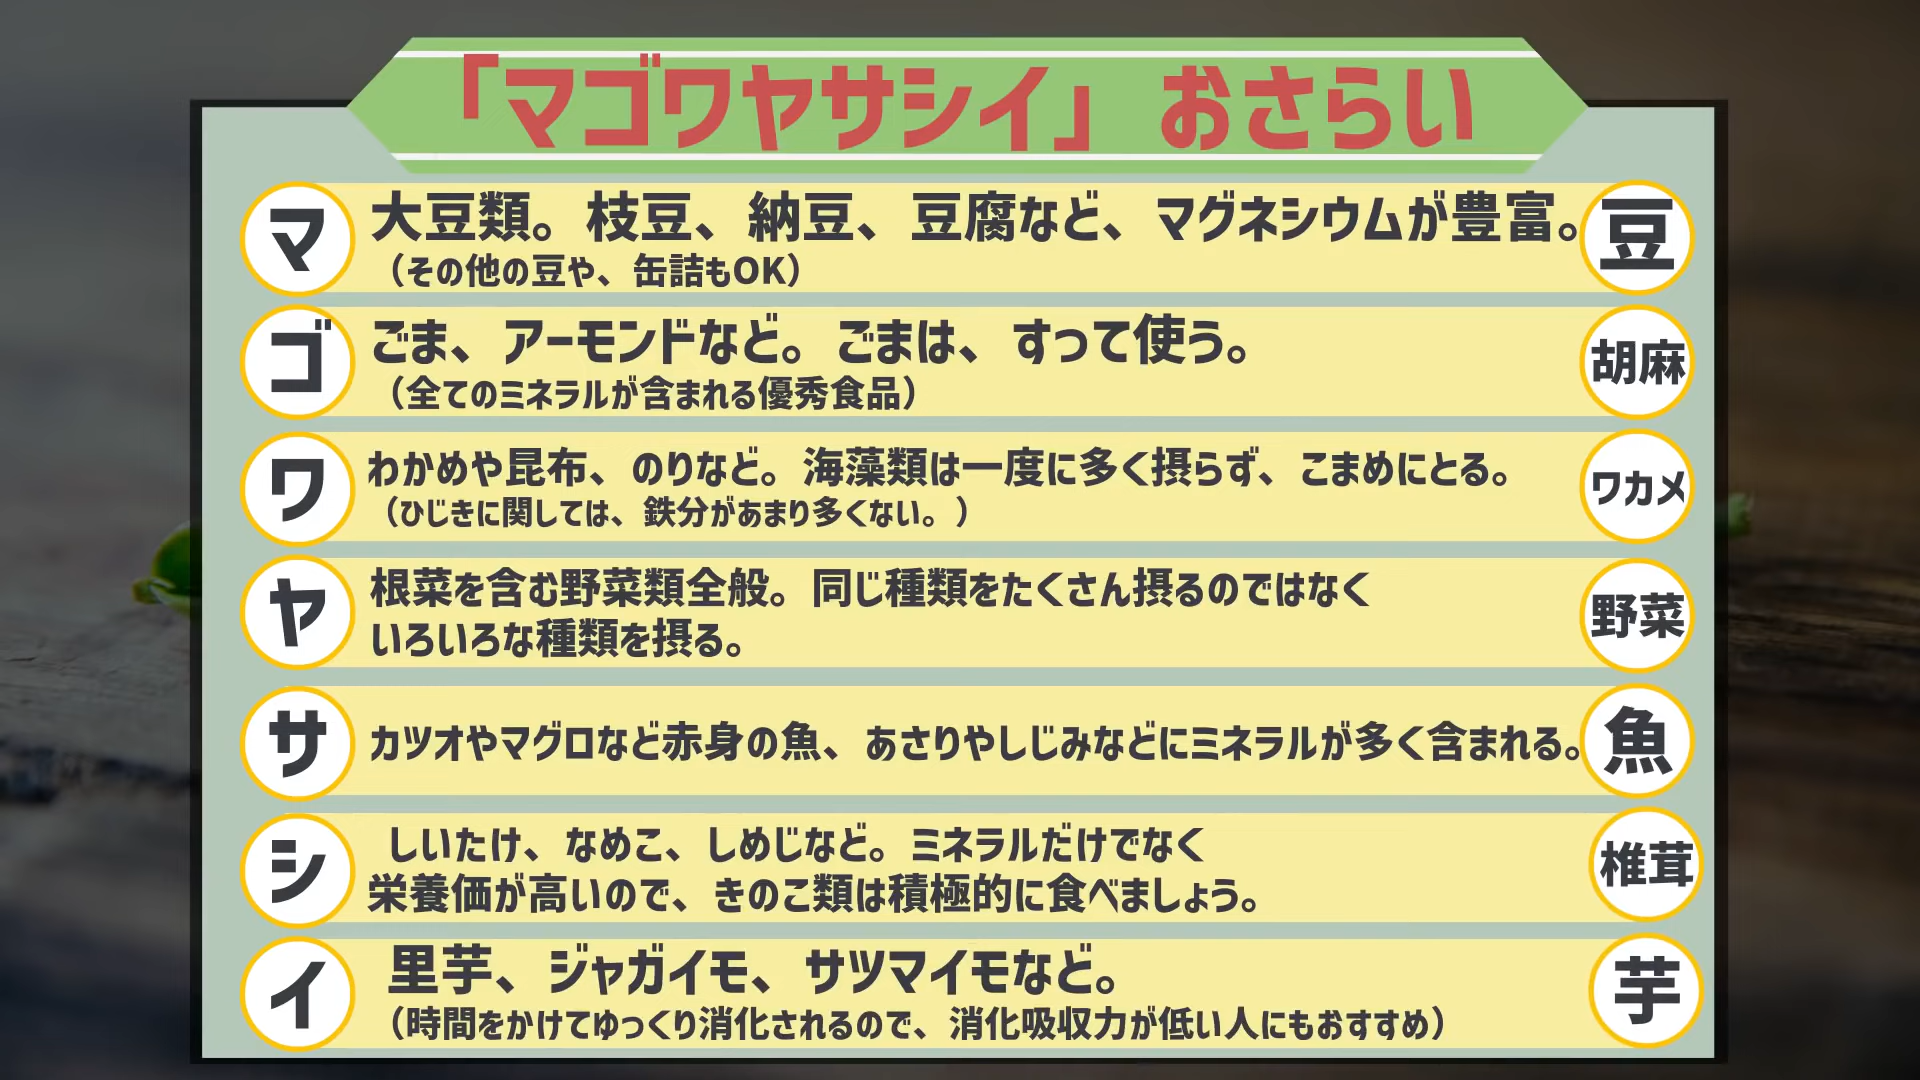 「マゴワヤサシイ」 おさらい
マ
大豆類。枝豆、納豆、豆腐など、マグネシウムが豊富。
（その他の豆や、缶詰もOK）
豆
ゴ
ごま、アーモンドなど。ごまは、すって使う。
（全てのミネラルが含まれる優秀食品）
胡麻
ワ
わかめや昆布、のりなど。海藻類は一度に多く摂らず、こまめにとる。
（ひじきに関しては、鉄分があまり多くない。）
ワカメ
ヤ
根菜を含む野菜類全般。同じ種類をたくさん摂るのではなく
いろいろな種類を摂る。
野菜
サ
カツオやマグロなど赤身の魚、あさりやしじみなどにミネラルが多く含まれる。
魚
シ
しいたけ、なめこ、しめじなど。ミネラルだけでなく
栄養価が高いので、きのこ類は積極的に食べましょう。
椎茸
イ
里芋、ジャガイモ、サツマイモなど。
（時間をかけてゆっくり消化されるので、消化吸収力が低い人にもおすすめ）
芋